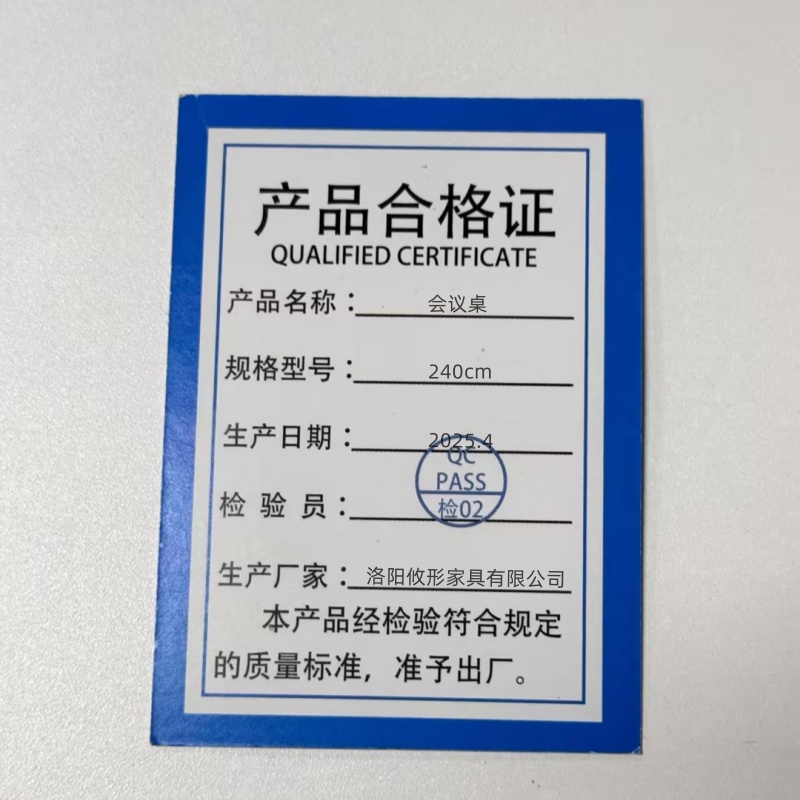 产品合格证
QUALIFIED CERTIFICATE
产品名称：会议桌
规格型号：240cm
生产日期：2025.4
QC
PASS
检验员：检02
生产厂家：洛阳攸形家具有限公司
本产品经检验符合规定
的质量标准，准予出厂。